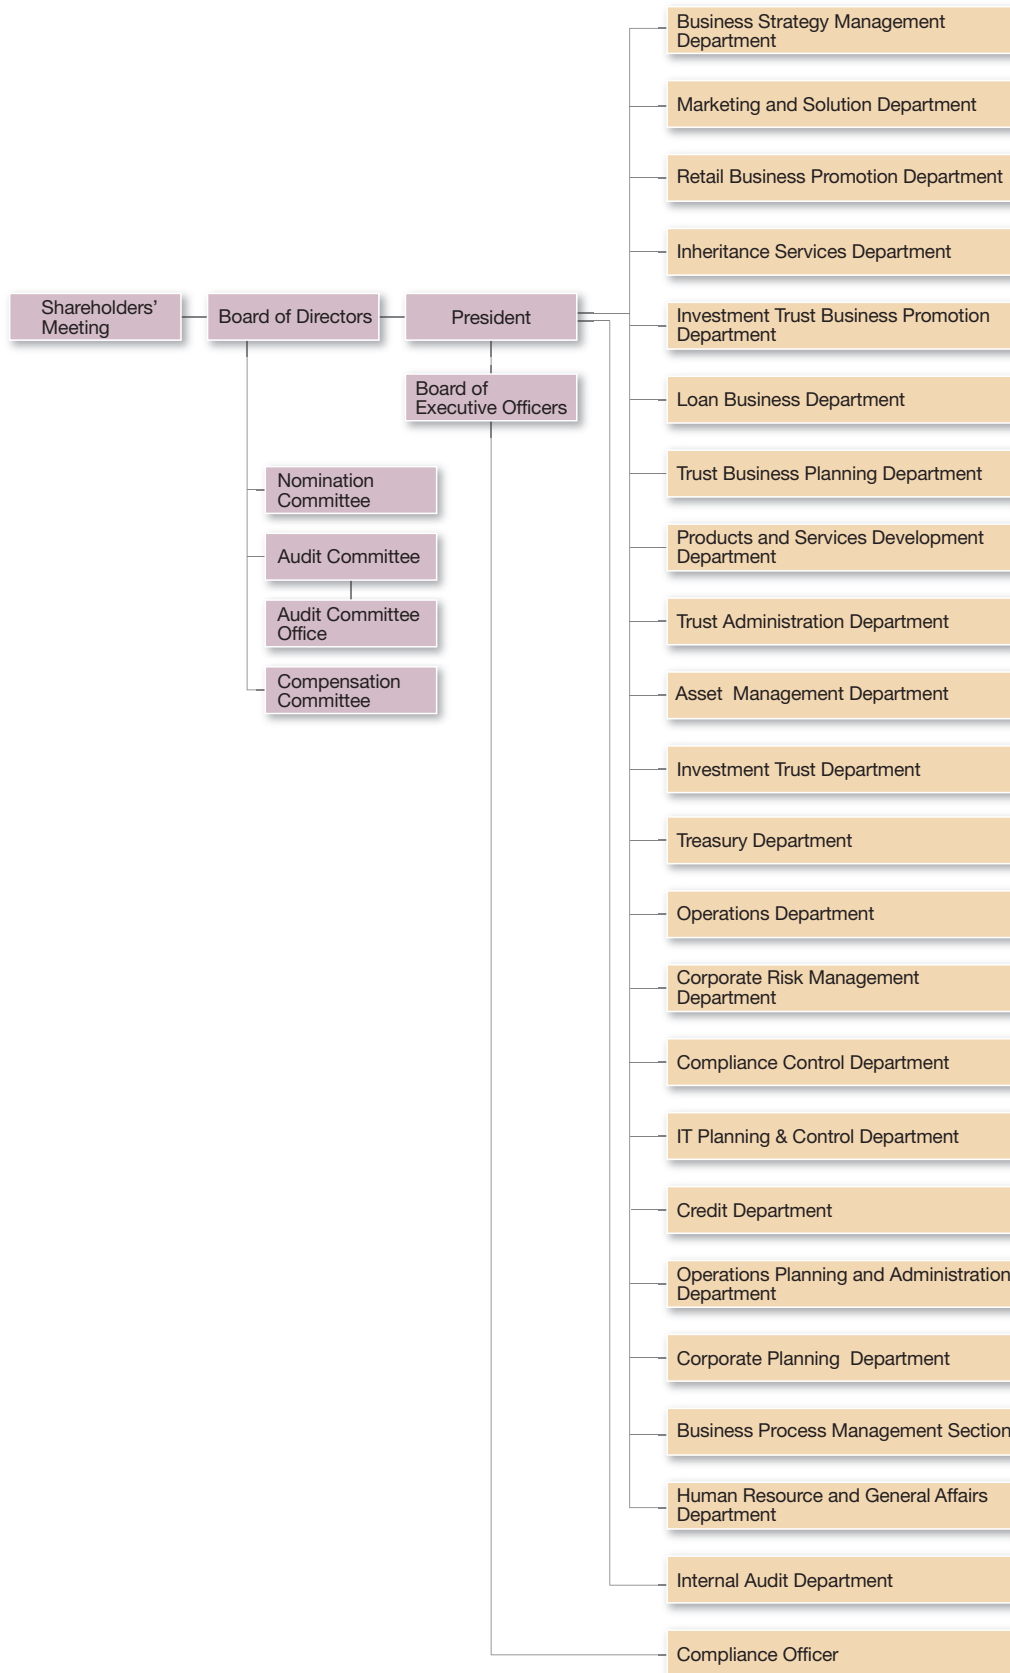 Business Strategy Management
Department
Marketing and Solution Department
Retail Business Promotion Department
Inheritance Services Department
Shareholders’
Meeting
Board of Directors
President
Investment Trust Business Promotion
Department
Board of
Executive Officers
Loan Business Department
Nomination
Committee
Trust Business Planning Department
Audit Committee
Products and Services Development
Department
Audit Committee
Office
Trust Administration Department
Compensation
Committee
Asset  Management Department
Investment Trust Department
Treasury Department
Operations Department
Corporate Risk Management
Department
Compliance Control Department
IT Planning & Control Department
Credit Department
Operations Planning and Administration
Department
Corporate Planning  Department
Business Process Management Section
Human Resource and General Affairs
Department
Internal Audit Department
Compliance Officer